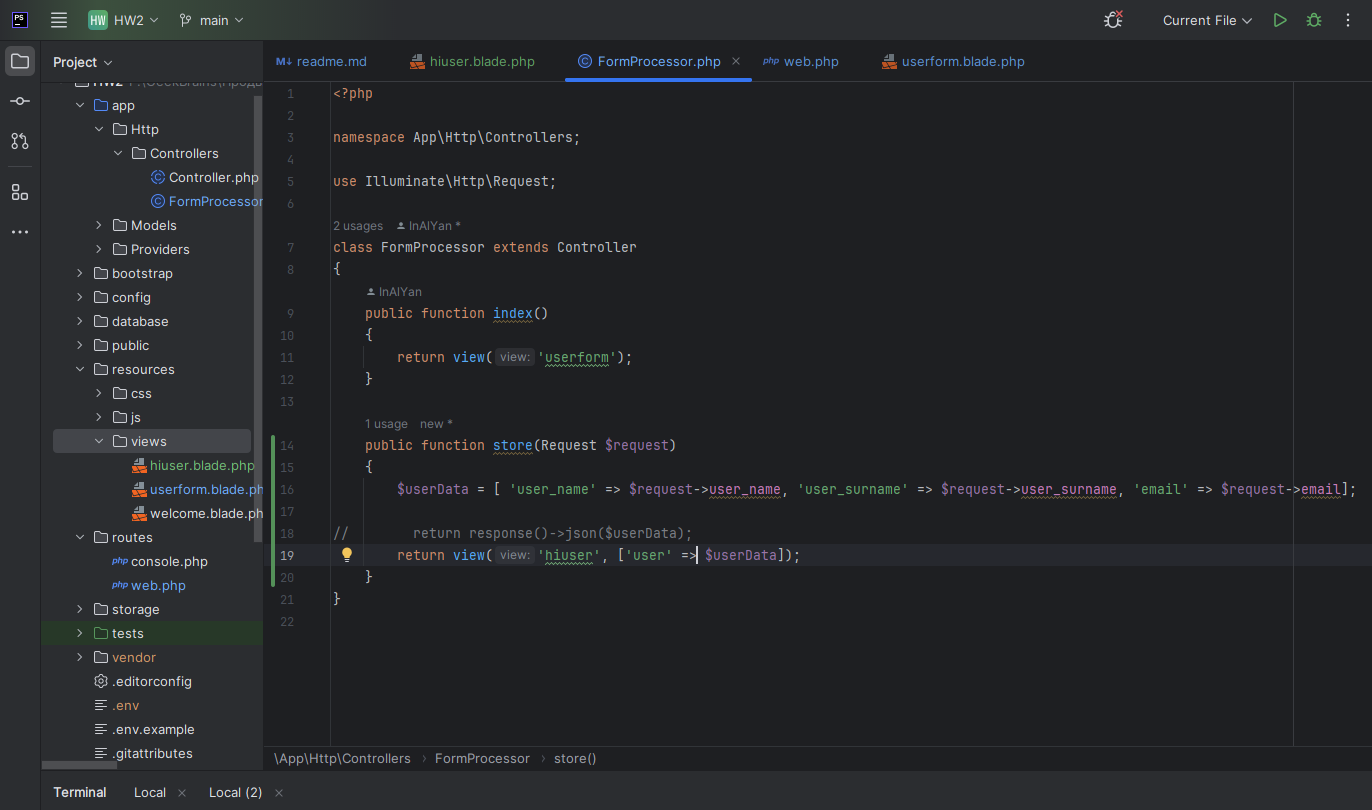 PS
HW HW2
main
Current File
Project
readme.md
hiuser.blade.php
FormProcessor.php
web.php
userform.blade.php
HW2
app
Http
Controllers
Controller.php
FormProcessor
Models
Providers
bootstrap
config
database
public
resources
css
js
views
hiuser.blade.php
userform.blade.ph
welcome.blade.ph
routes
console.php
web.php
storage
tests
vendor
.editorconfig
.env
.env.example
.gitattributes
1 <?php
2
3 namespace App\Http\Controllers;
4
5 use Illuminate\Http\Request;
6
2 usages InAlYan *
7 class FormProcessor extends Controller
8 {
InAlYan
9 public function index()
10 {
11 return view( view: 'userform');
12 }
13
1 usage new *
14 public function store(Request $request)
15 {
16 $userData = [ 'user_name' => $request->user_name, 'user_surname' => $request->user_surname, 'email' => $request->email];
17
18 // return response()->json($userData);
19 return view( view: 'hiuser', ['user' => $userData]);
20 }
21 }
22
\App\Http\Controllers › FormProcessor › store()
Terminal Local × Local (2) ×